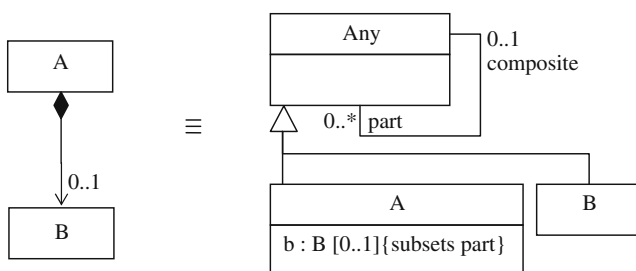 A
0..1
B
≡
Any
0..1
composite
0..* part
A
b : B [0..1]{subsets part}
B